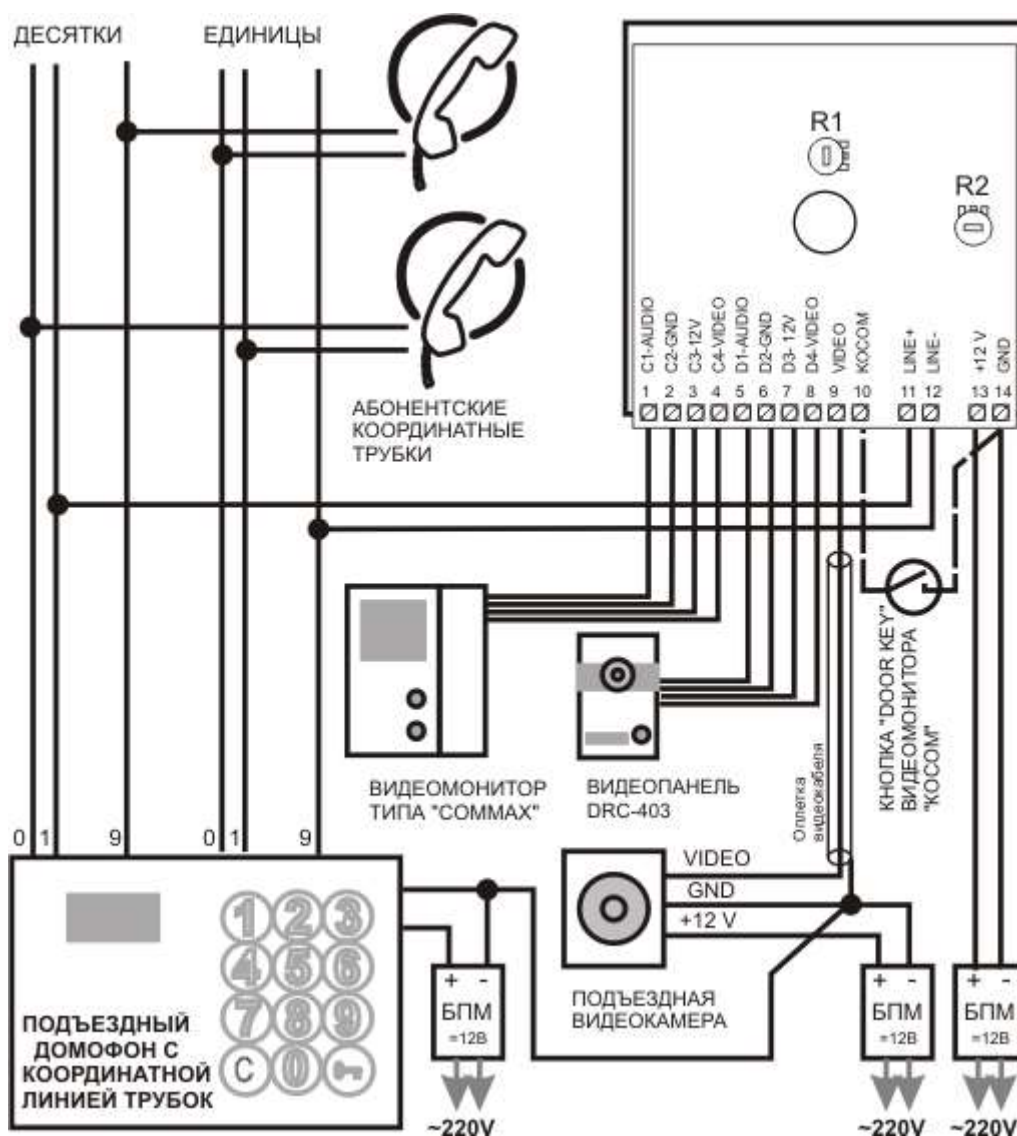 ДЕСЯТКИ
ЕДИНИЦЫ
R1
R2
C1-AUDIO
C2-GND
C3-12V
C4-VIDEO
D1-AUDIO
D2-GND
D3- 12V
D4-VIDEO
VIDEO
KOCOM
LINE+
LINE-
+12 V
GND
1 2 3 4 5 6 7 8 9 10 11 12 13 14
АБОНЕНТСКИЕ
КООРДИНАТНЫЕ
ТРУБКИ
ВИДЕОМОНИТОР
ТИПА "COMMAX"
ВИДЕОПАНЕЛЬ
DRC-403
Оплетка
видеокабеля
КНОПКА "DOOR KEY"
ВИДЕОМОНИТОРА
"KOCOM"
0 1 9
0 1 9
VIDEO
GND
+12 V
ПОДЪЕЗДНАЯ
ВИДЕОКАМЕРА
1 2 3
4 5 6
7 8 9
C 0
ПОДЪЕЗДНЫЙ
ДОМОФОН С
КООРДИНАТНОЙ
ЛИНИЕЙ ТРУБОК
+ -
БПМ
=12В
~220V
+ -
БПМ
=12В
~220V
+ -
БПМ
=12В
~220V